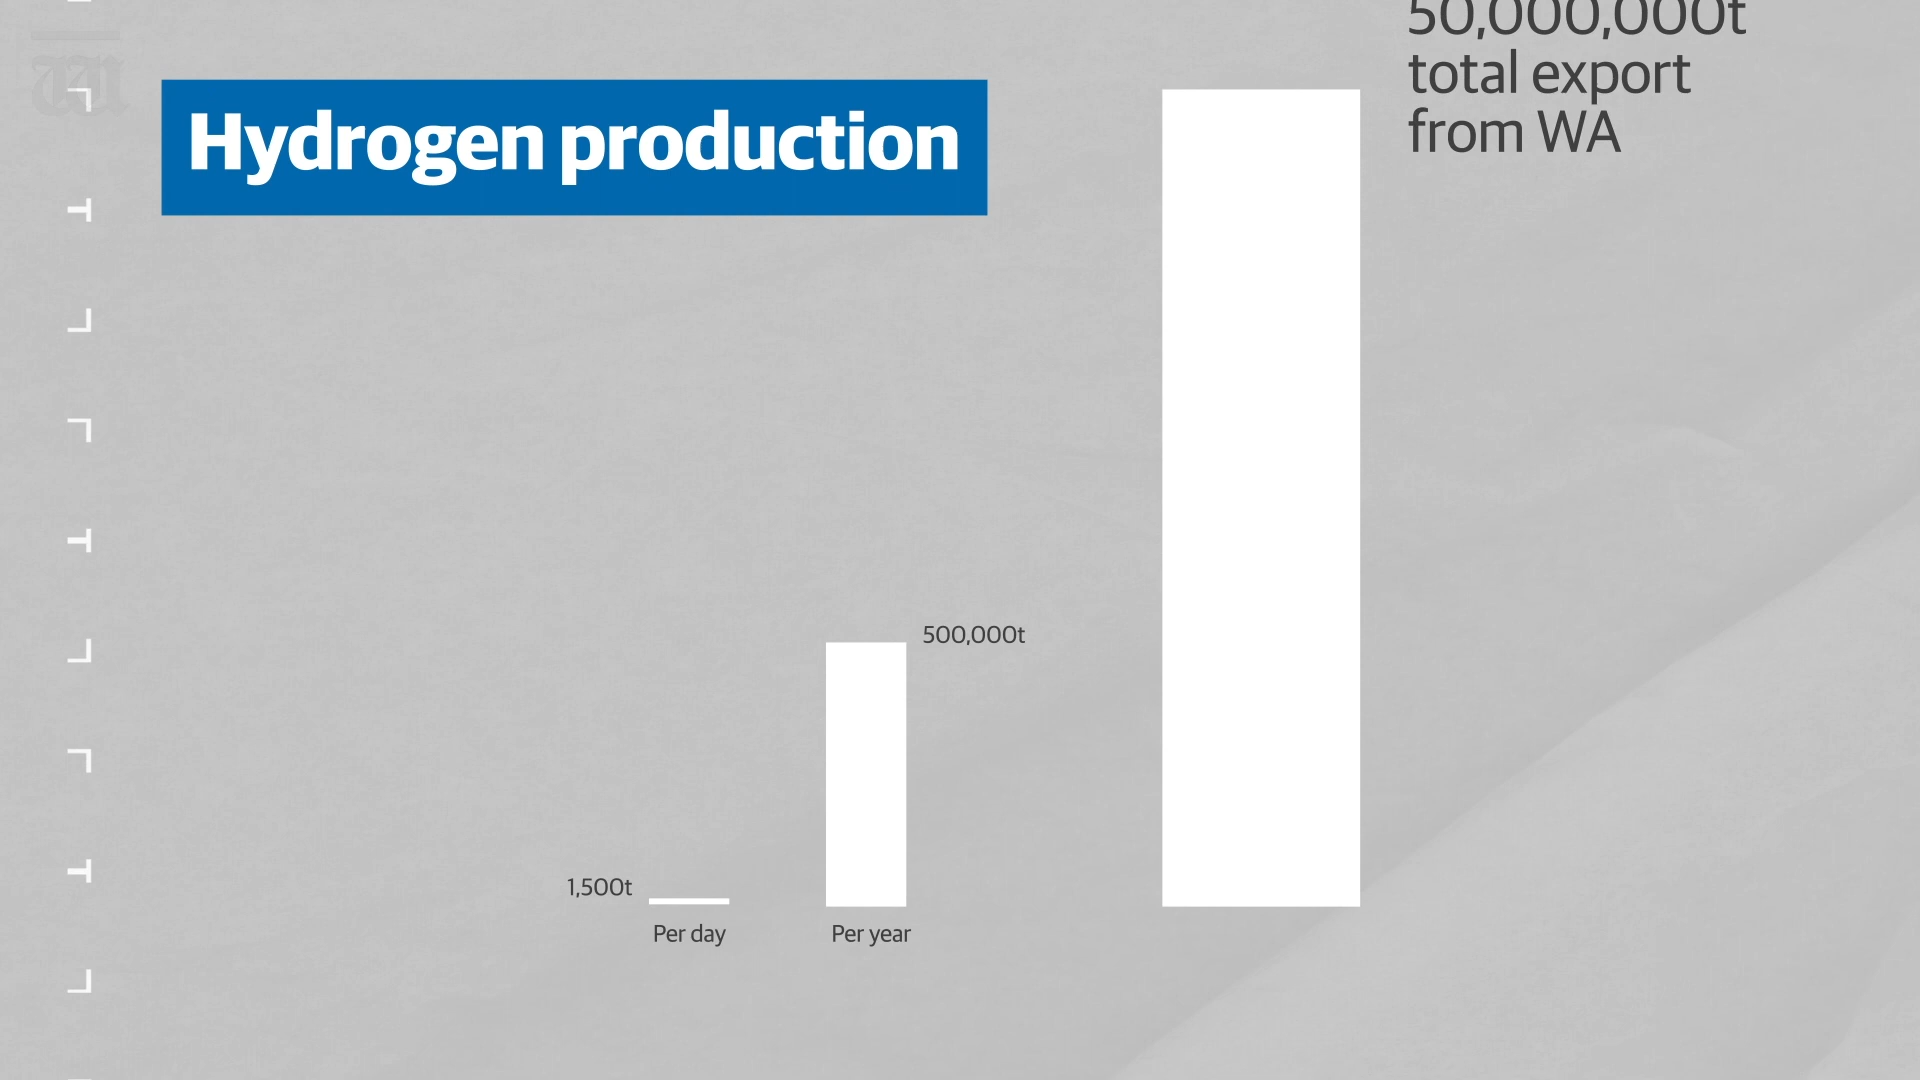 Hydrogen production
50,000,000t
total export
from WA
500,000t
1,500t
Per day
Per year